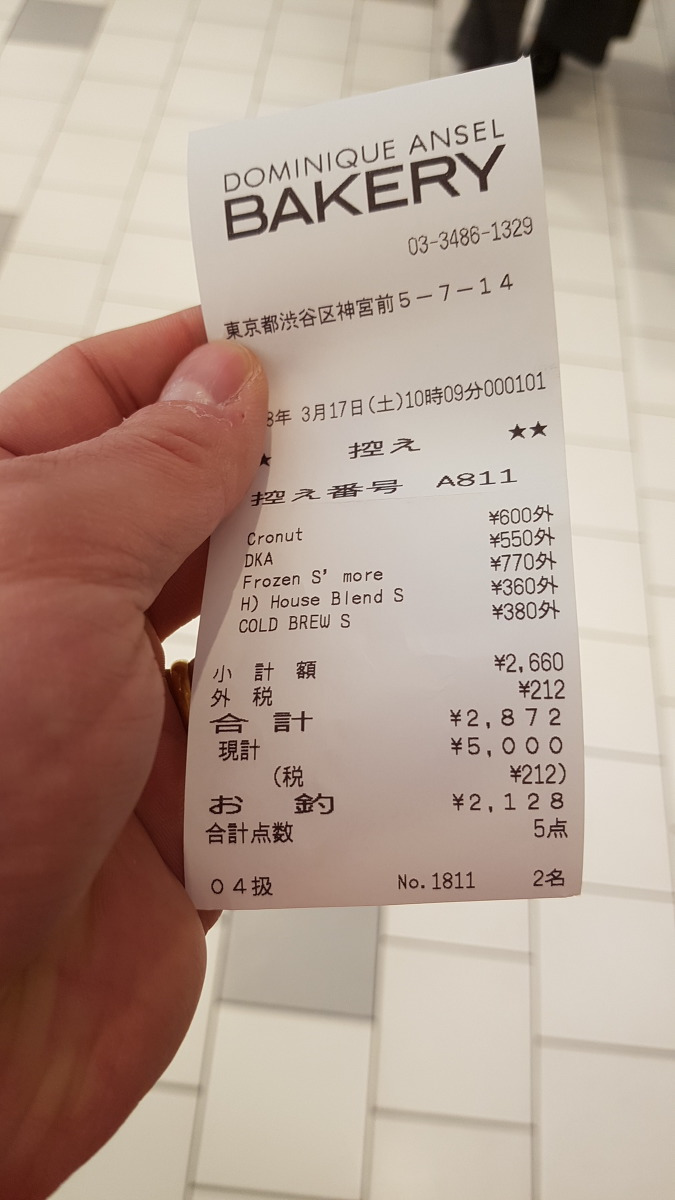 DOMINIQUE ANSEL
BAKERY
03-3486-1329
東京都渋谷区神宮前５－７－１４
8年 3月17日(土)10時09分000101
★ 控え ★★
控え番号 A811
Cronut ¥600外
DKA ¥550外
Frozen S' more ¥770外
H) House Blend S ¥360外
COLD BREW S ¥380外
小 計 額 ¥2,660
外 税 ¥212
合 計 ¥２,８７２
現計 ¥５,０００
(税 ¥212)
お 釣 ¥２,１２８
合計点数 5点
０４扱 No.1811 2名